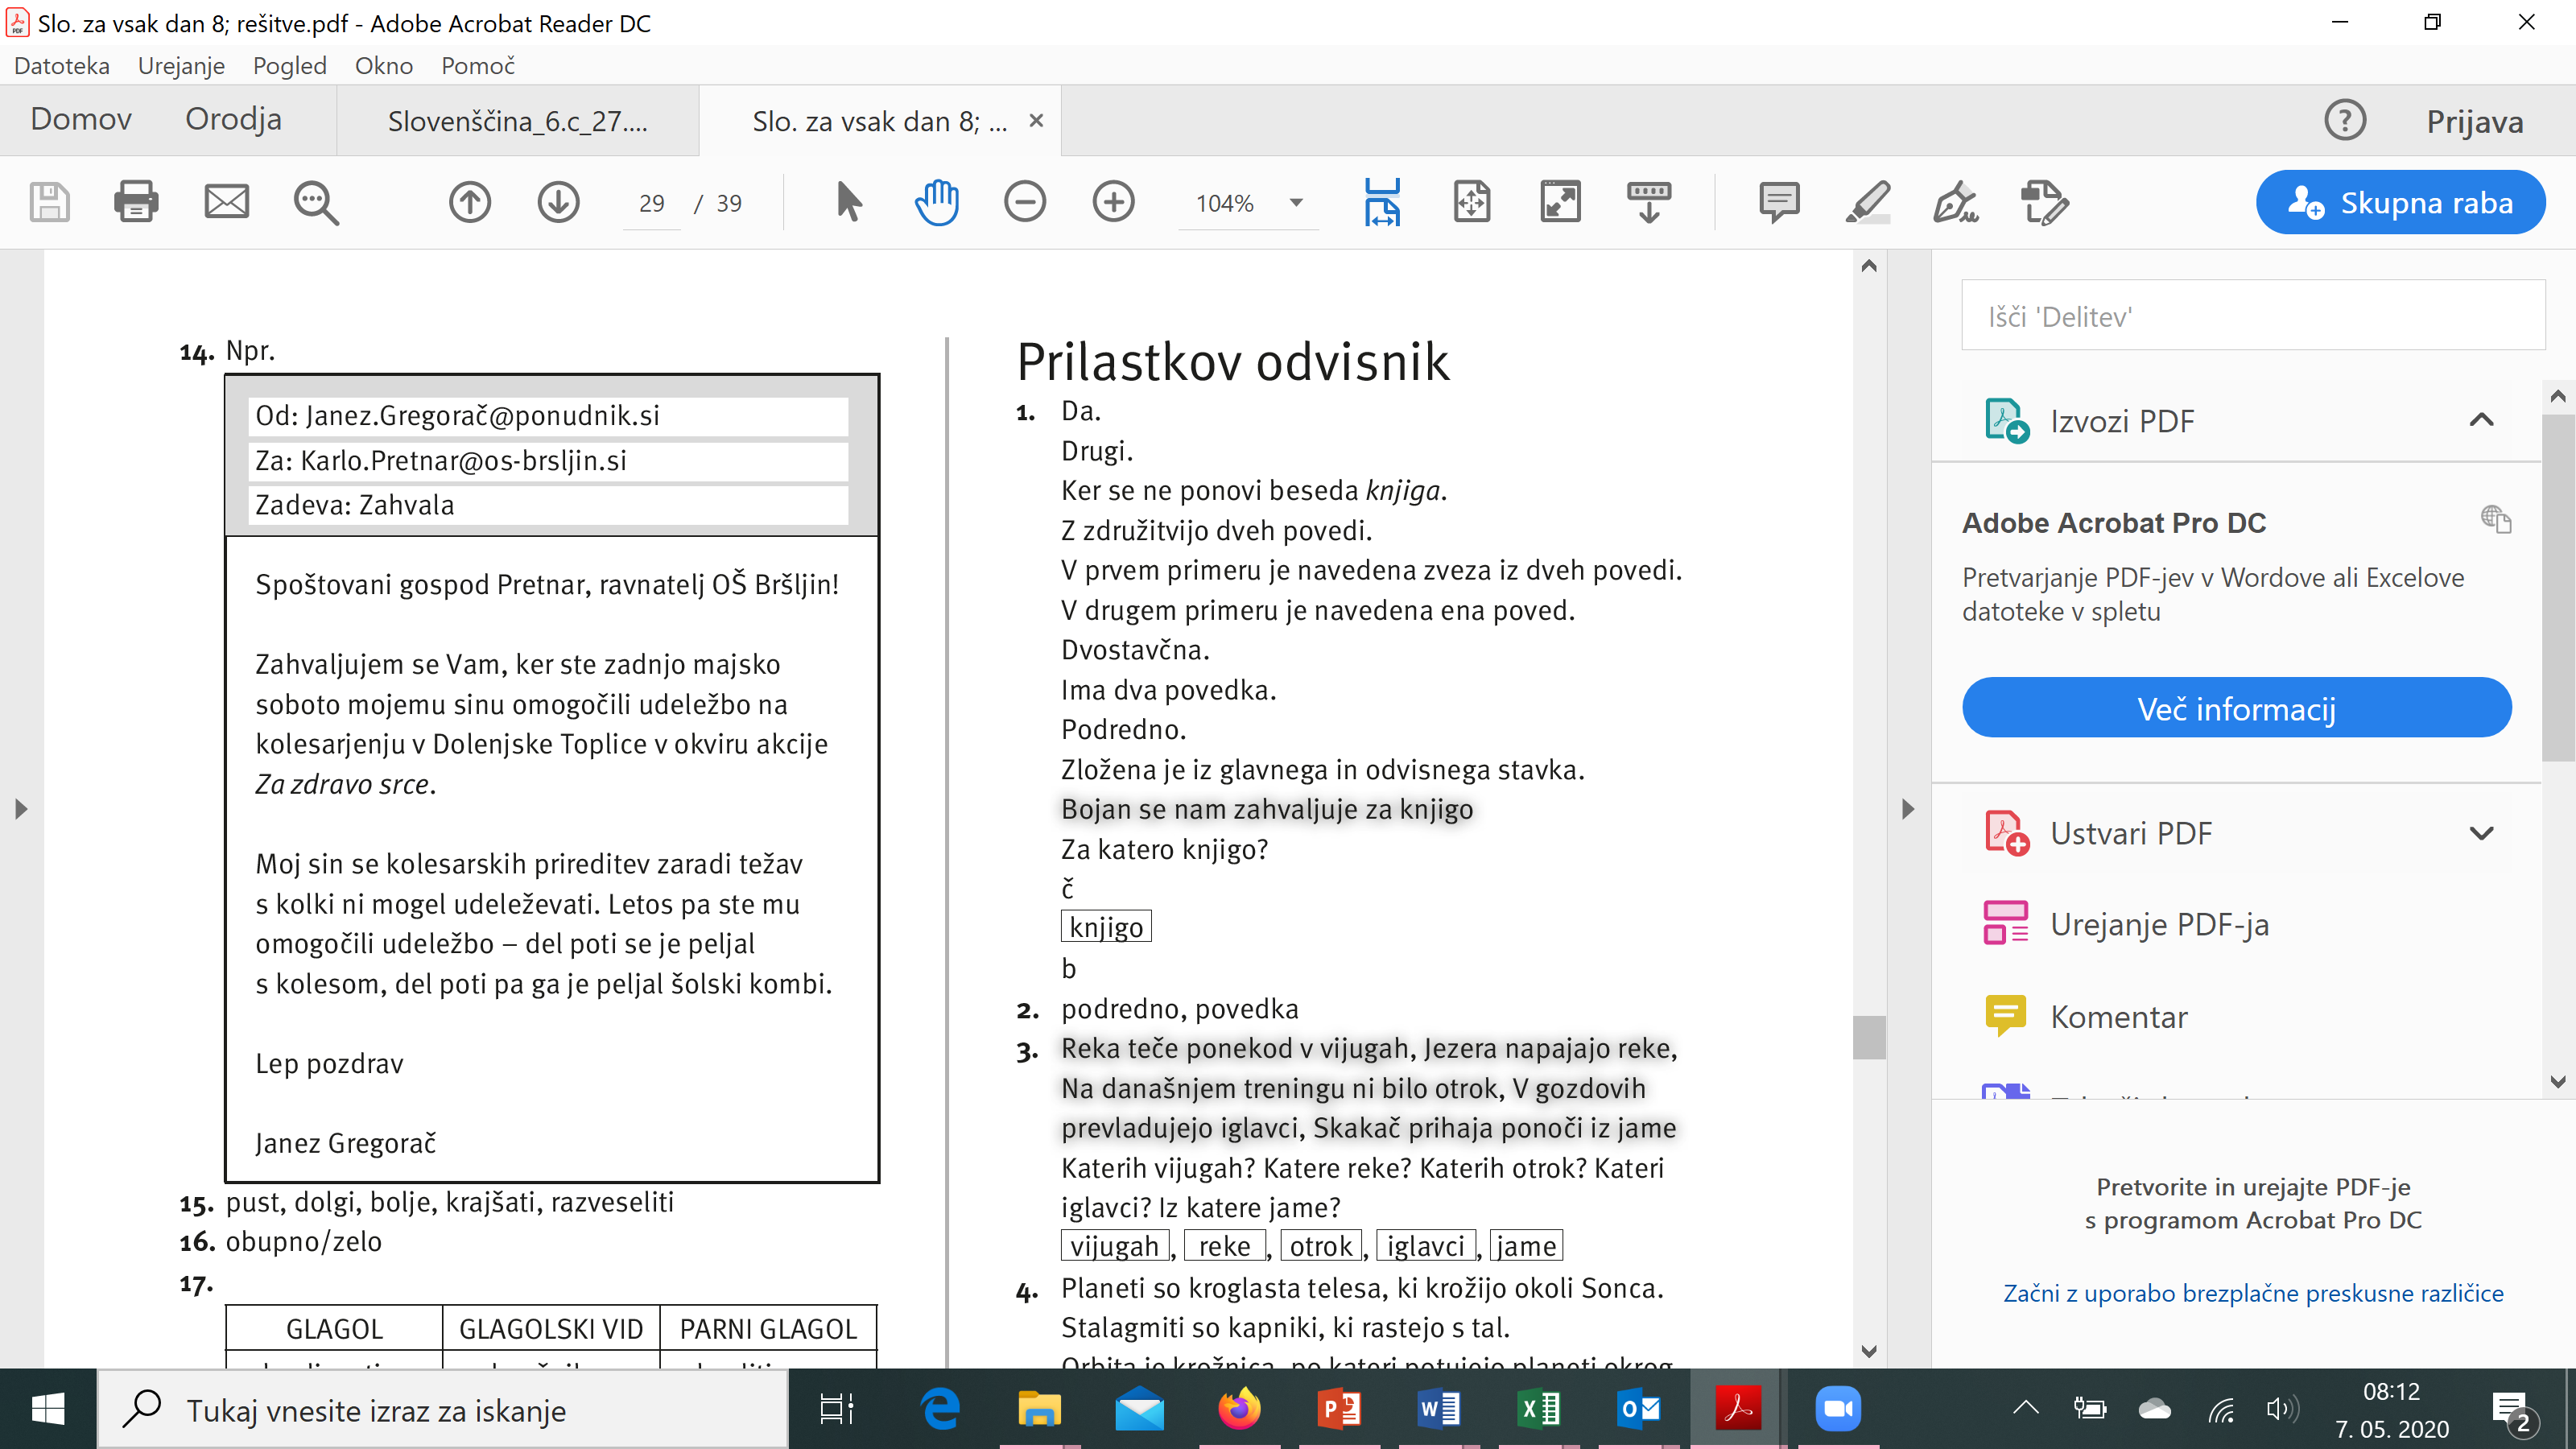 Slo. za vsak dan 8; rešitve.pdf - Adobe Acrobat Reader DC
Datoteka Urejanje Pogled Okno Pomoč
Domov Orodja Slovenščina_6.c_27.... Slo. za vsak dan 8; ... × ? Prijava
29 / 39 104% Skupna raba
14. Npr.
Od: Janez.Gregorač@ponudnik.si
Za: Karlo.Pretnar@os-brsljin.si
Zadeva: Zahvala
Spoštovani gospod Pretnar, ravnatelj OŠ Bršljin!
Zahvaljujem se Vam, ker ste zadnjo majsko
soboto mojemu sinu omogočili udeležbo na
kolesarjenju v Dolenjske Toplice v okviru akcije
Za zdravo srce.
Moj sin se kolesarskih prireditev zaradi težav
s kolki ni mogel udeleževati. Letos pa ste mu
omogočili udeležbo – del poti se je peljal
s kolesom, del poti pa ga je peljal šolski kombi.
Lep pozdrav
Janez Gregorač
15. pust, dolgi, bolje, krajšati, razveseliti
16. obupno/zelo
17.
GLAGOL GLAGOLSKI VID PARNI GLAGOL
Prilastkov odvisnik
1. Da.
Drugi.
Ker se ne ponovi beseda knjiga.
Z združitvijo dveh povedi.
V prvem primeru je navedena zveza iz dveh povedi.
V drugem primeru je navedena ena poved.
Dvostavčna.
Ima dva povedka.
Podredno.
Zložena je iz glavnega in odvisnega stavka.
Bojan se nam zahvaljuje za knjigo
Za katero knjigo?
č
knjigo
b
2. podredno, povedka
3. Reka teče ponekod v vijugah, Jezera napajajo reke,
Na današnjem treningu ni bilo otrok, V gozdovih
prevladujejo iglavci, Skakač prihaja ponoči iz jame
Katerih vijugah? Katere reke? Katerih otrok? Kateri
iglavci? Iz katere jame?
vijugah, reke, otrok, iglavci, jame
4. Planeti so kroglasta telesa, ki krožijo okoli Sonca.
Stalagmiti so kapniki, ki rastejo s tal.
Orbita je krožnica, po kateri potujejo planeti okrog
Išči 'Delitev'
Izvozi PDF
Adobe Acrobat Pro DC
Pretvarjanje PDF-jev v Wordove ali Excelove
datoteke v spletu
Več informacij
Ustvari PDF
Urejanje PDF-ja
Komentar
Pretvorite in urejajte PDF-je
s programom Acrobat Pro DC
Začni z uporabo brezplačne preskusne različice
Tukaj vnesite izraz za iskanje
08:12
7. 05. 2020
2